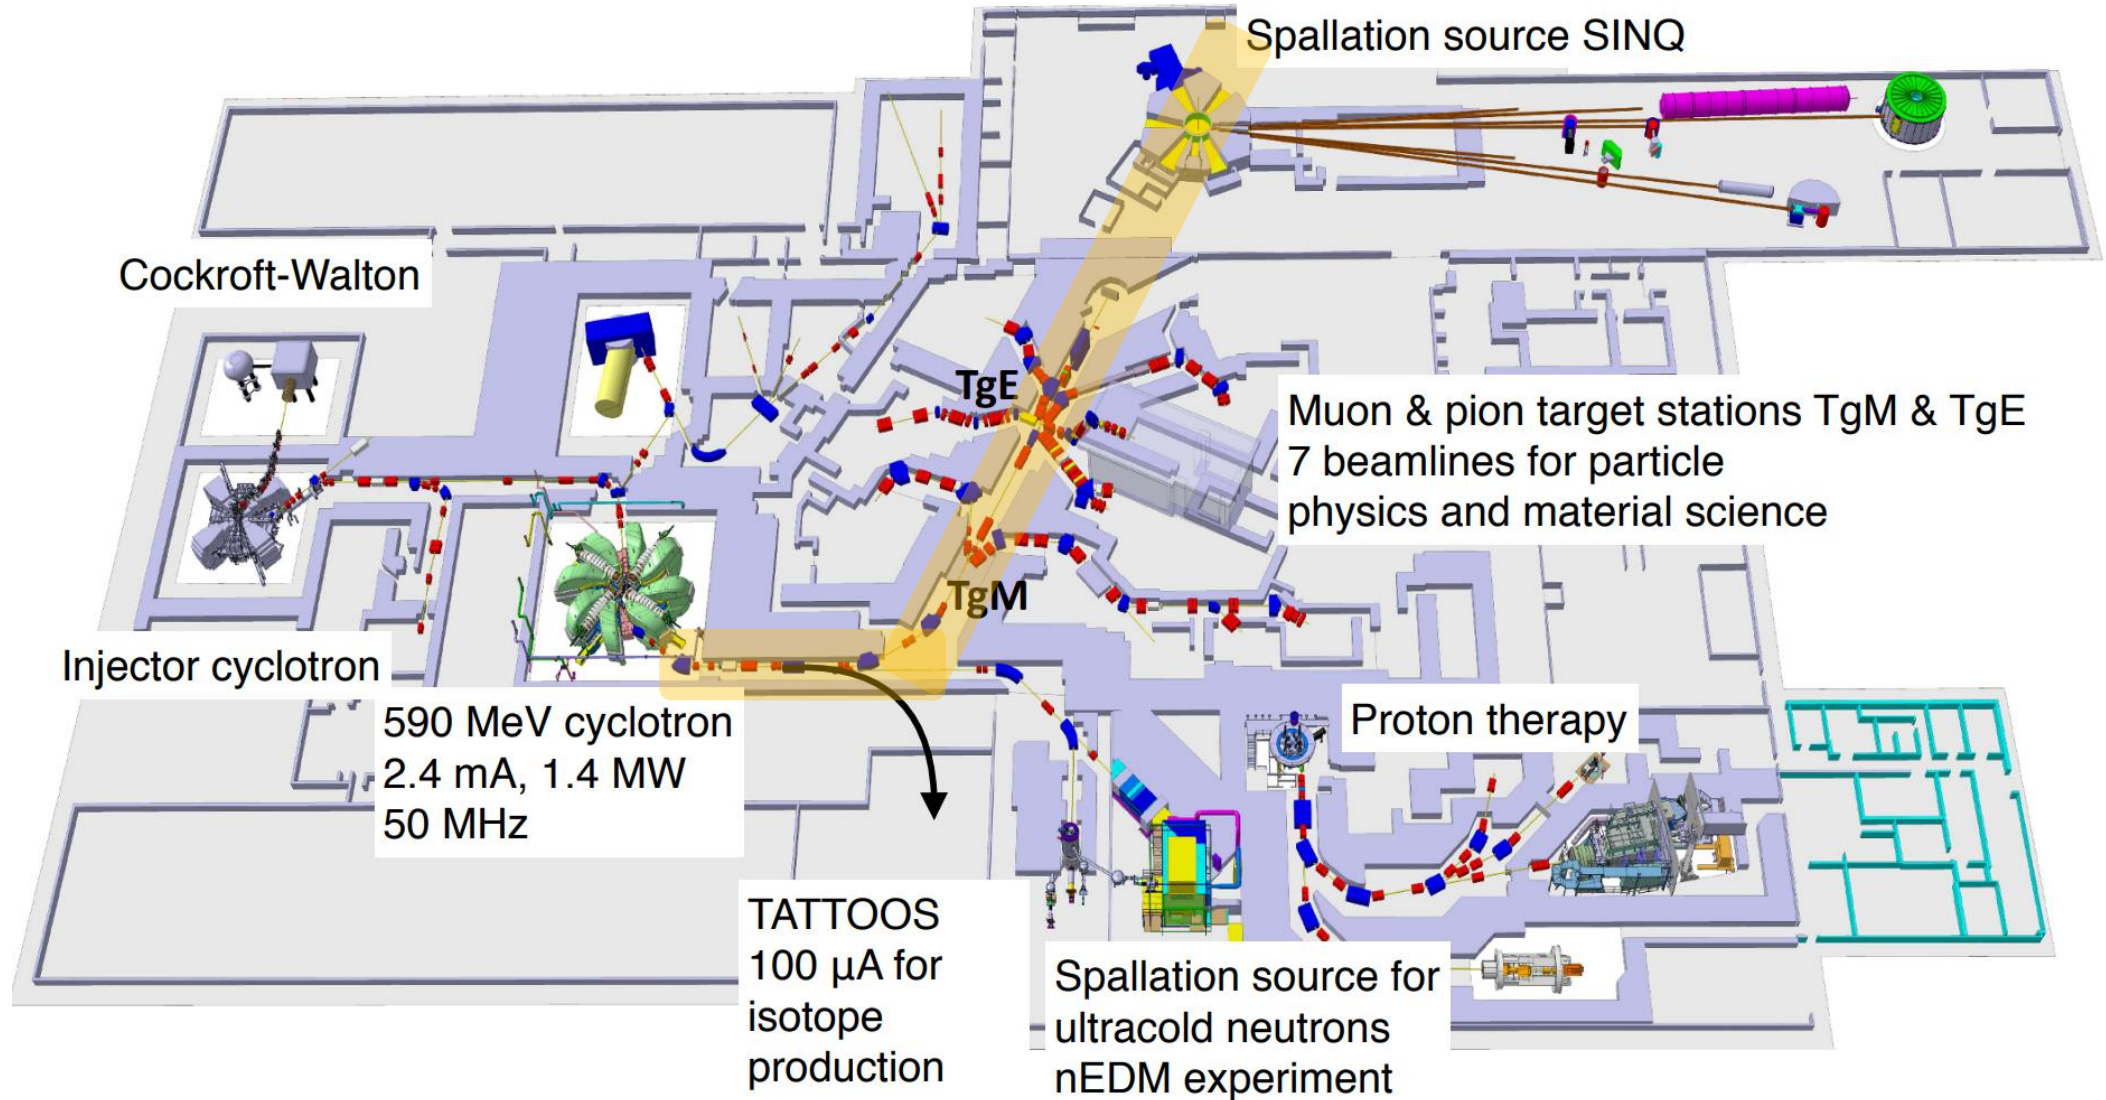 Spallation source SINQ
Cockroft-Walton
TgE
Muon & pion target stations TgM & TgE
7 beamlines for particle
physics and material science
TgM
Injector cyclotron
590 MeV cyclotron
2.4 mA, 1.4 MW
50 MHz
Proton therapy
TATTOOS
100 µA for
isotope
production
Spallation source for
ultracold neutrons
nEDM experiment